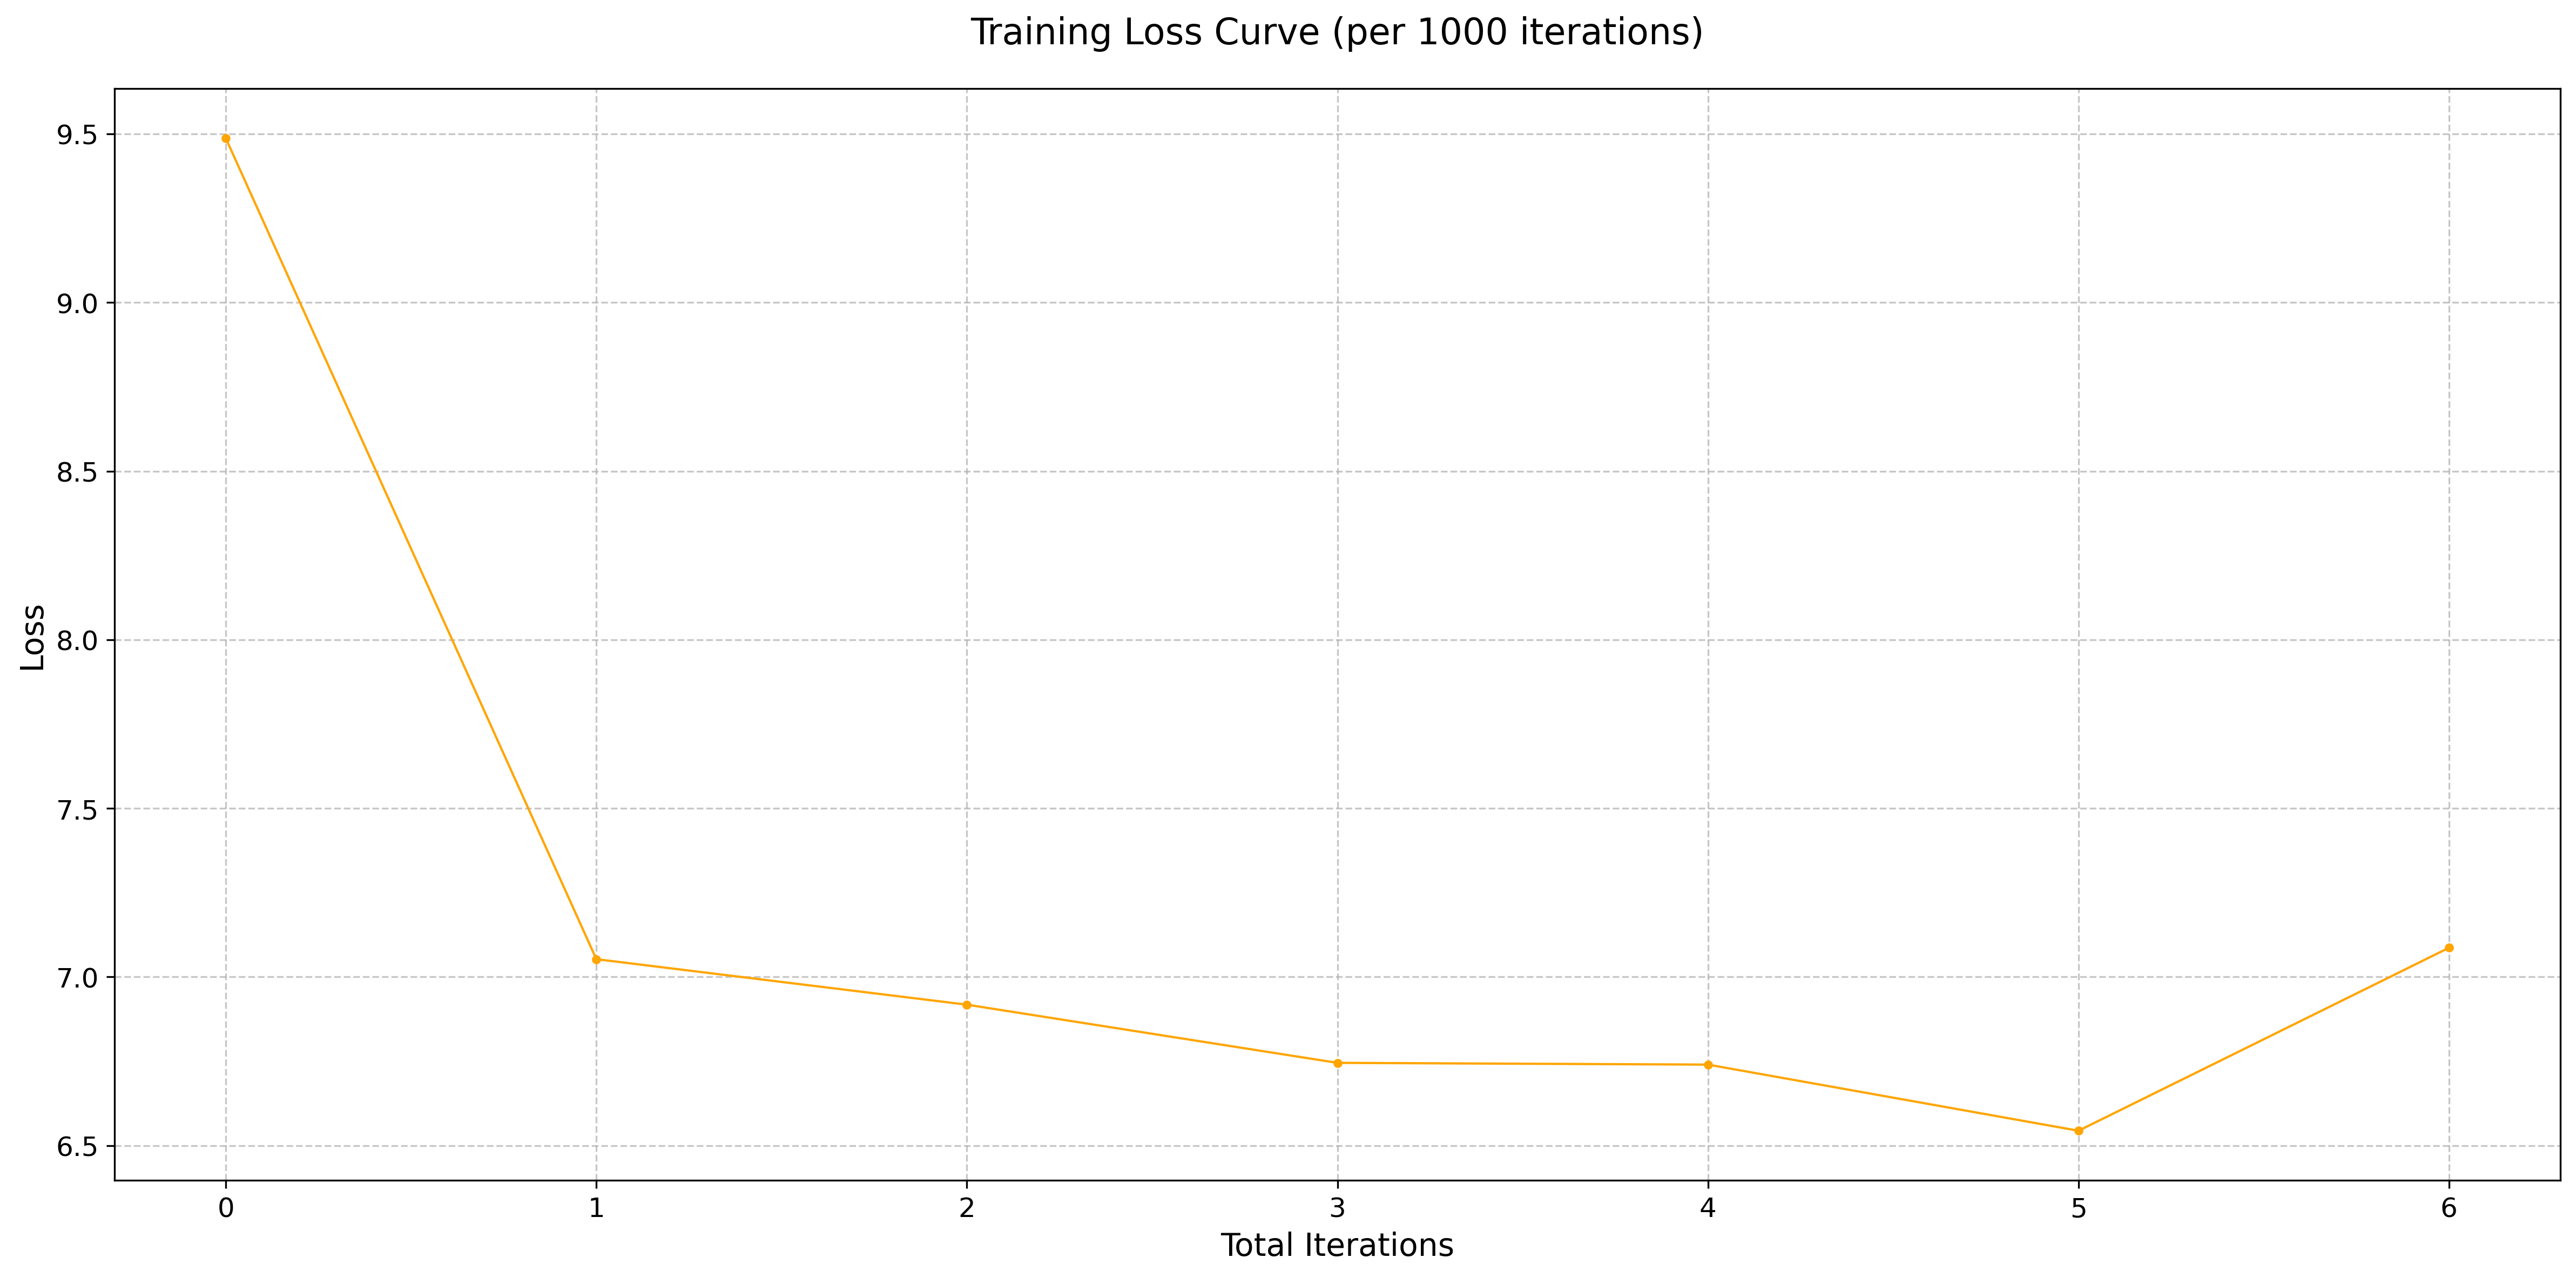 Training Loss Curve (per 1000 iterations)
9.5
9.0
8.5
8.0
7.5
7.0
6.5
Loss
0 1 2 3 4 5 6
Total Iterations